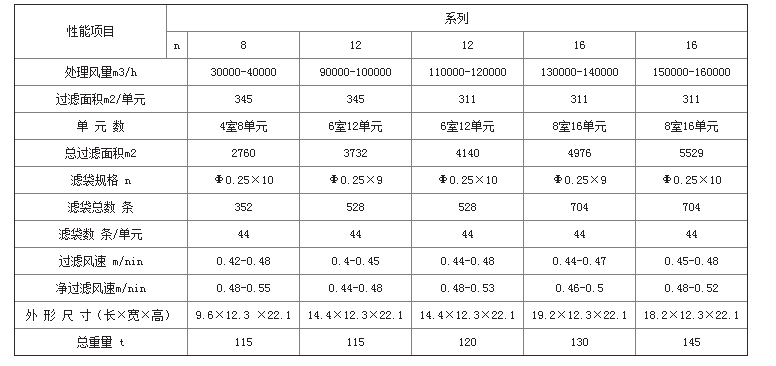 性能项目 系列
n 8 12 12 16 16
处理风量m3/h 30000-40000 90000-100000 110000-120000 130000-140000 150000-160000
过滤面积m2/单元 345 345 311 311 311
单 元 数 4室8单元 6室12单元 6室12单元 8室16单元 8室16单元
总过滤面积m2 2760 3732 4140 4976 5529
滤袋规格 n Φ0.25×10 Φ0.25×9 Φ0.25×10 Φ0.25×9 Φ0.25×10
滤袋总数 条 352 528 528 704 704
滤袋数 条/单元 44 44 44 44 44
过滤风速 m/nin 0.42-0.48 0.4-0.45 0.44-0.48 0.44-0.47 0.45-0.48
净过滤风速m/nin 0.48-0.55 0.44-0.48 0.48-0.53 0.46-0.5 0.48-0.52
外 形 尺 寸(长×宽×高) 9.6×12.3 ×22.1 14.4×12.3×22.1 14.4×12.3×22.1 19.2×12.3×22.1 18.2×12.3×22.1
总重量 t 115 115 120 130 145